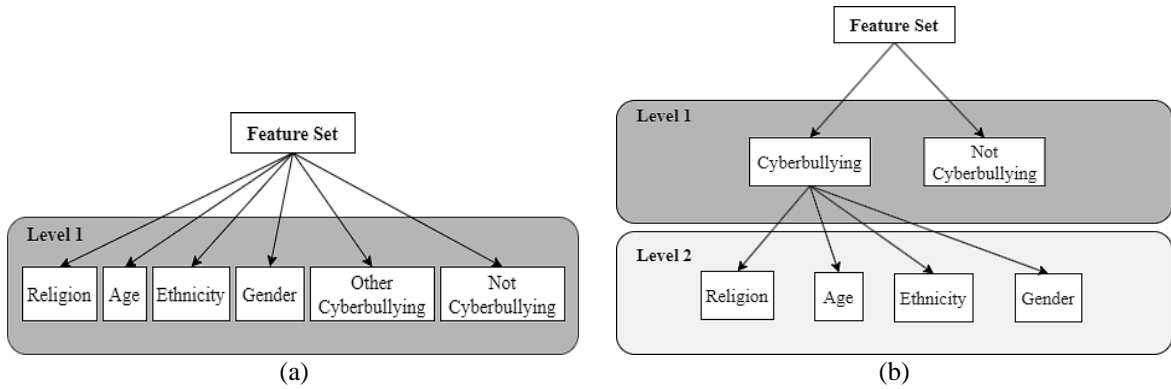 Feature Set
Level 1
Religion
Age
Ethnicity
Gender
Other
Cyberbullying
Not
Cyberbullying
(a)
Feature Set
Level 1
Cyberbullying
Not
Cyberbullying
Level 2
Religion
Age
Ethnicity
Gender
(b)